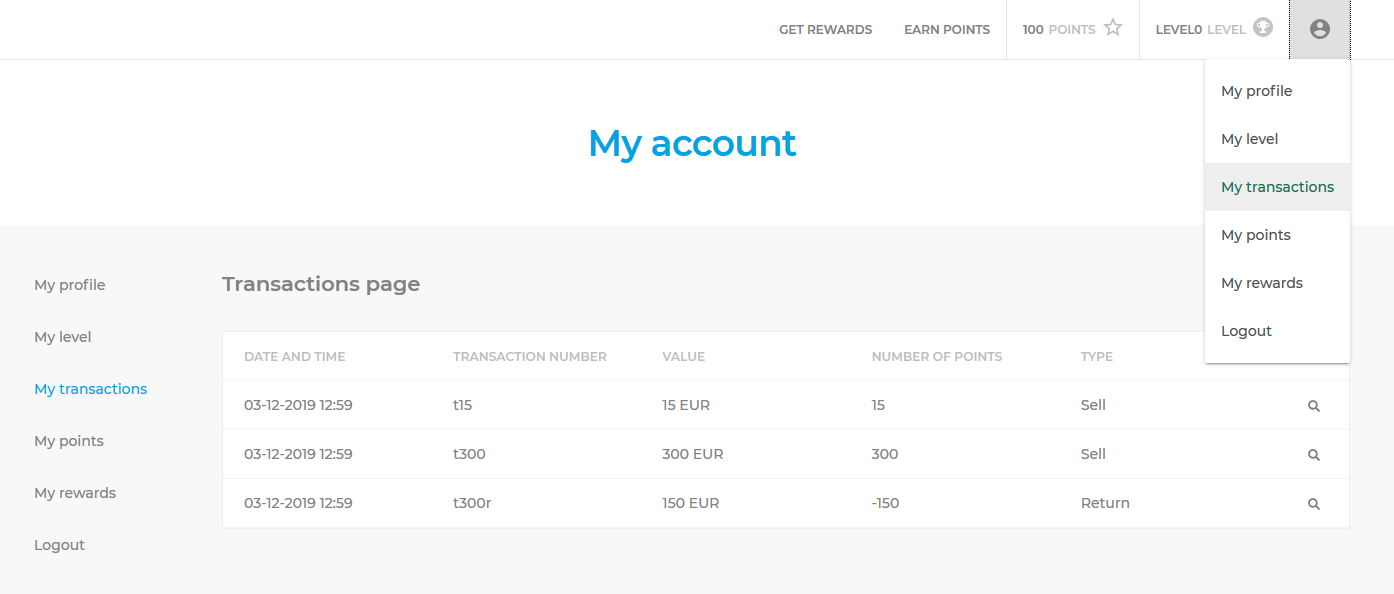 GET REWARDS EARN POINTS 100 POINTS LEVEL0 LEVEL
My profile
My level
My transactions
My points
My rewards
Logout
My account
My profile
My level
My transactions
My points
My rewards
Logout
Transactions page
DATE AND TIME TRANSACTION NUMBER VALUE NUMBER OF POINTS TYPE
03-12-2019 12:59 t15 15 EUR 15 Sell
03-12-2019 12:59 t300 300 EUR 300 Sell
03-12-2019 12:59 t300r 150 EUR -150 Return